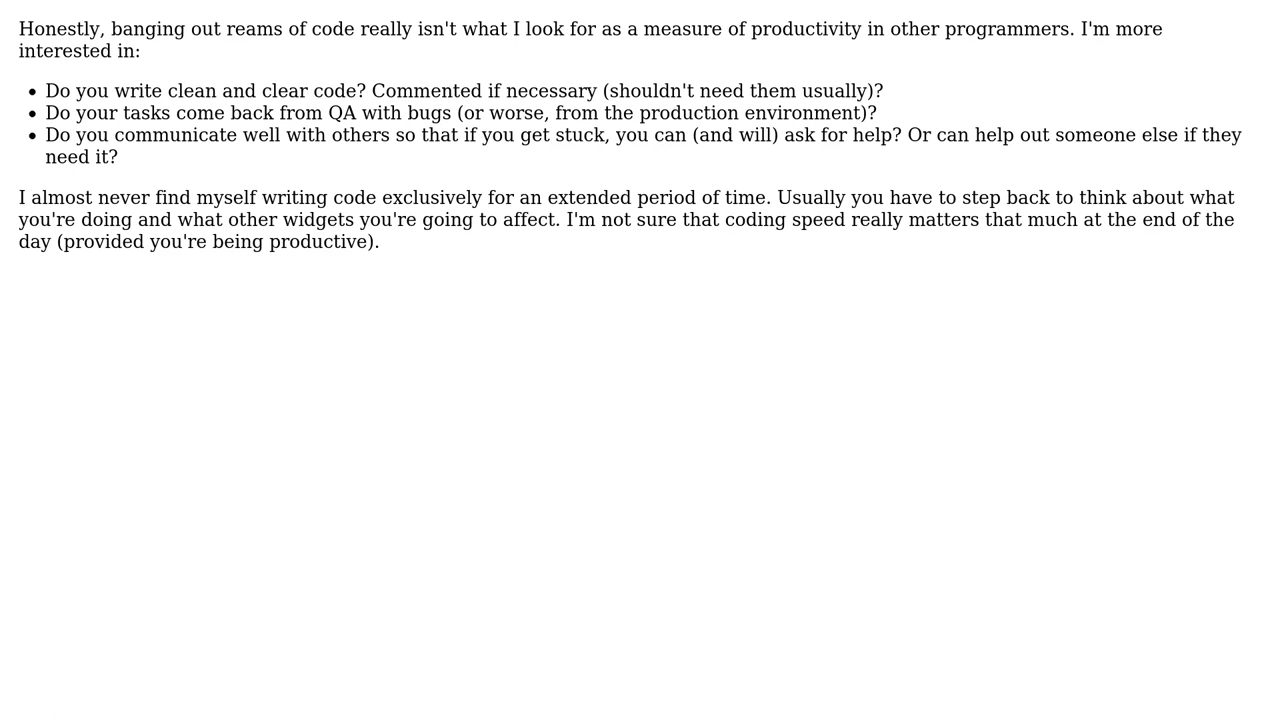 Honestly, banging out reams of code really isn't what I look for as a measure of productivity in other programmers. I'm more
interested in:
• Do you write clean and clear code? Commented if necessary (shouldn't need them usually)?
• Do your tasks come back from QA with bugs (or worse, from the production environment)?
• Do you communicate well with others so that if you get stuck, you can (and will) ask for help? Or can help out someone else if they
need it?
I almost never find myself writing code exclusively for an extended period of time. Usually you have to step back to think about what
you're doing and what other widgets you're going to affect. I'm not sure that coding speed really matters that much at the end of the
day (provided you're being productive).